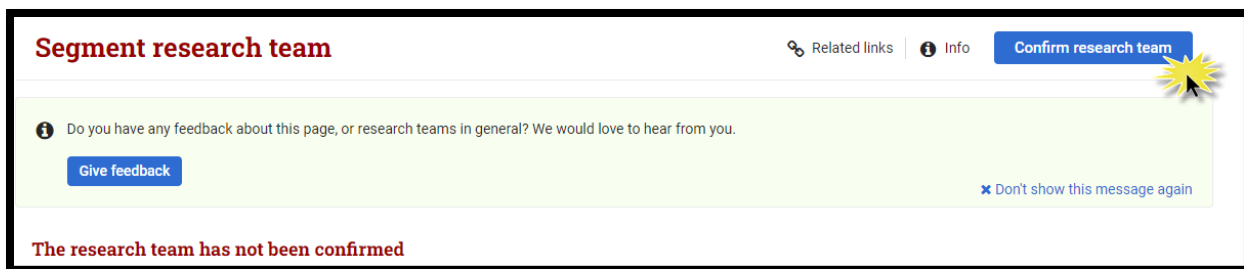 Segment research team
Related links
Info
Confirm research team
Do you have any feedback about this page, or research teams in general? We would love to hear from you.
Give feedback
Don't show this message again
The research team has not been confirmed